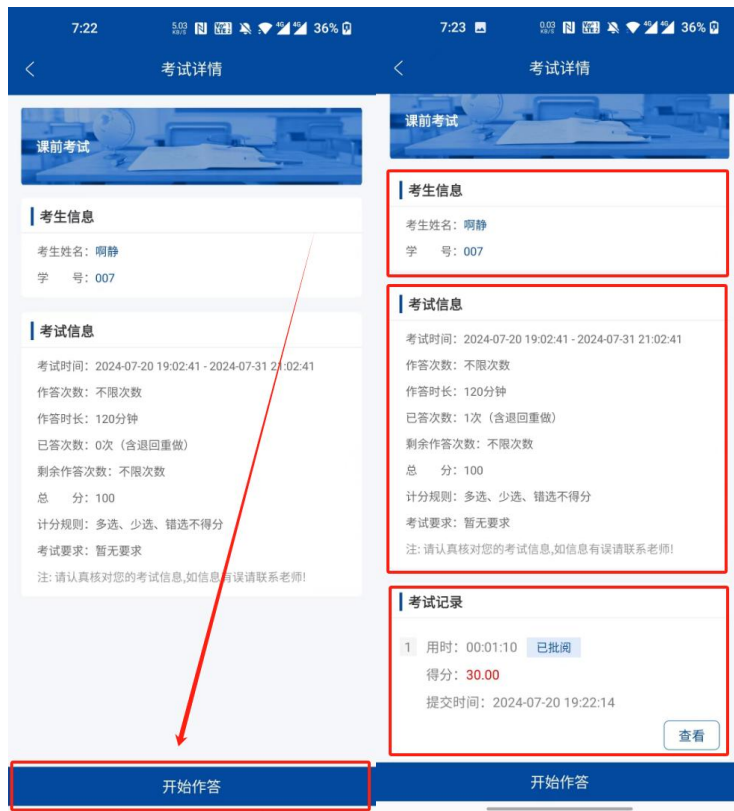 7:22
5.03 KB/S
36%
考试详情
课前考试
考生信息
考生姓名：啊静
学 号：007
考试信息
考试时间：2024-07-20 19:02:41 - 2024-07-31 21:02:41
作答次数：不限次数
作答时长：120分钟
已答次数：0次（含退回重做）
剩余作答次数：不限次数
总 分：100
计分规则：多选、少选、错选不得分
考试要求：暂无要求
注: 请认真核对您的考试信息,如信息有误请联系老师!
开始作答
7:23
0.03 KB/S
36%
考试详情
课前考试
考生信息
考生姓名：啊静
学 号：007
考试信息
考试时间：2024-07-20 19:02:41 - 2024-07-31 21:02:41
作答次数：不限次数
作答时长：120分钟
已答次数：1次（含退回重做）
剩余作答次数：不限次数
总 分：100
计分规则：多选、少选、错选不得分
考试要求：暂无要求
注: 请认真核对您的考试信息,如信息有误请联系老师!
考试记录
1 用时：00:01:10 已批阅
得分：30.00
提交时间：2024-07-20 19:22:14
查看
开始作答